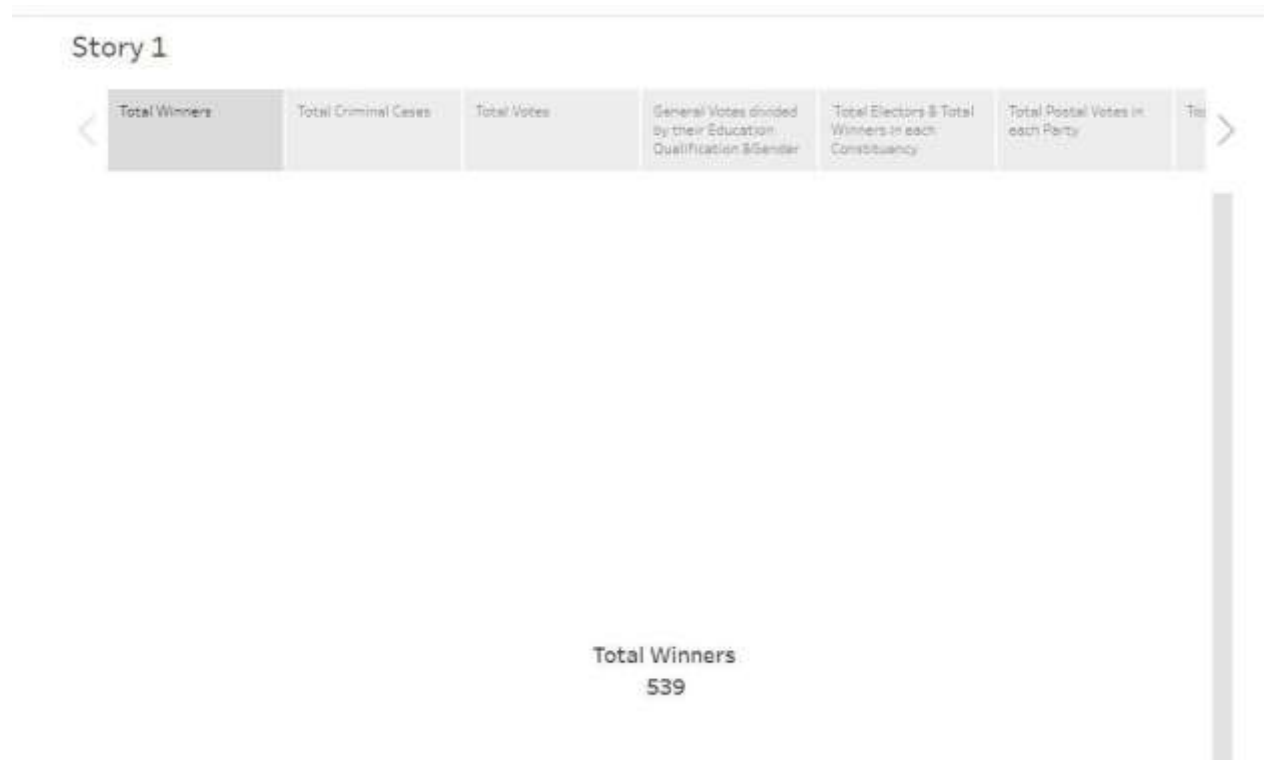 Story 1
Total Winners
Total Criminal Cases
Total Votes
General Votes divided
by their Education
Qualification &Gender
Total Electors & Total
Winners in each
Constituency
Total Postal Votes in
each Party
Total Winners
539